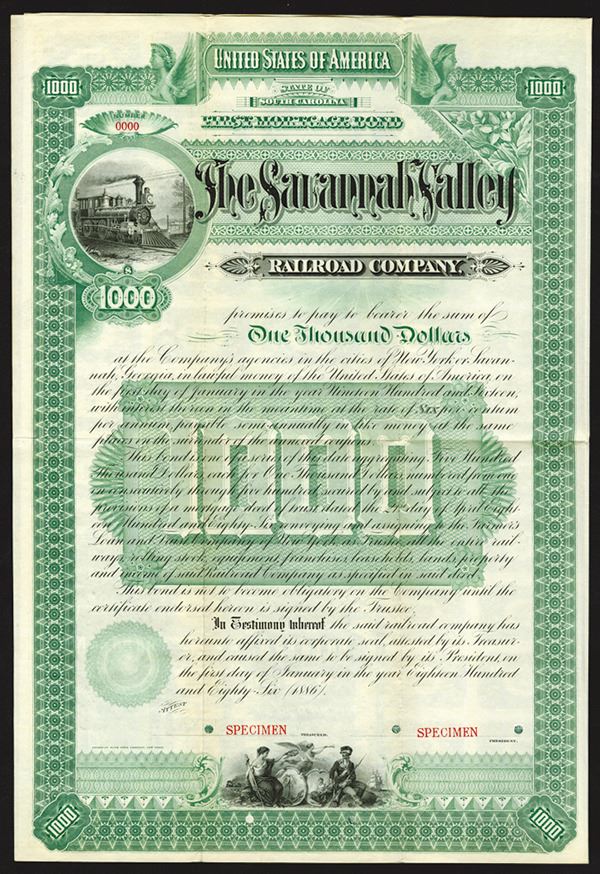 UNITED STATES OF AMERICA
1000 1000
STATE OF
SOUTH CAROLINA
NUMBER
0000
FIRST MORTGAGE BOND
The Savannah Valley
RAILROAD COMPANY.
$
1000
promises to pay to bearer the sum of
One Thousand Dollars
at the Company's agencies in the cities of New York or Savan-
nah, Georgia, in lawful money of the United States of America, on
the first day of January in the year Nineteen Hundred and Sixteen,
with interest thereon in the meantime at the rate of six per centum
per annum, payable semi-annually in like money at the same
places on the surrender of the annexed coupons.
This bond is one of a series of like date aggregating Five Hundred
Thousand Dollars, each for One Thousand Dollars, numbered from one
consecutively to five hundred secured by and subject to all the
provisions of a mortgage deed of trust dated the day of April 18
Hundred and Eighty-Six conveying and assigning to the Farmers
Loan and Trust Company of New York, as Trustee, the entire rail-
way, rolling stock, equipment, franchises, leaseholds, lands, property
and income of said Railroad Company as specified in said deed.
This bond is not to become obligatory on the Company until the
certificate endorsed hereon is signed by the Trustee.
In Testimony whereof the said railroad company has
hereunto affixed its corporate seal, attested by its Treasur-
er, and caused the same to be signed by its President, on
the first day of January in the year Eighteen Hundred
and Eighty-Six (1886).
ATTEST
SPECIMEN TREASURER. SPECIMEN PRESIDENT.
1000 1000